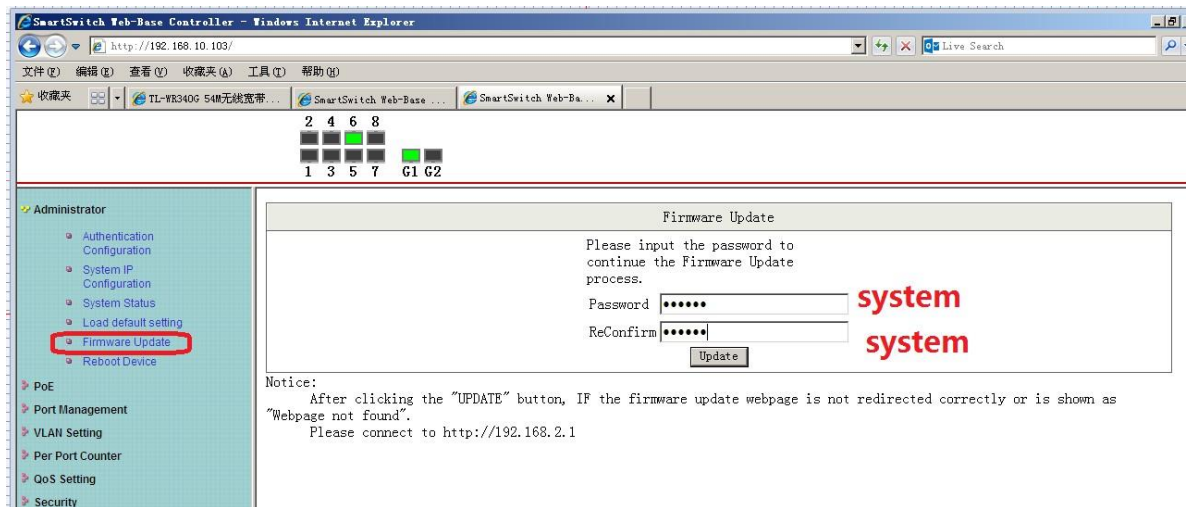 SmartSwitch Web-Base Controller - Windows Internet Explorer
http://192.168.10.103/
Live Search
文件(F) 编辑(E) 查看(V) 收藏夹(A) 工具(T) 帮助(H)
收藏夹
TL-WR340G 54M无线宽带...
SmartSwitch Web-Base ...
SmartSwitch Web-Ba...
2 4 6 8
1 3 5 7 G1 G2
Administrator
Authentication
Configuration
System IP
Configuration
System Status
Load default setting
Firmware Update
Reboot Device
PoE
Port Management
VLAN Setting
Per Port Counter
QoS Setting
Security
Firmware Update
Please input the password to
continue the Firmware Update
process.
Password ●●●●●● system
ReConfirm ●●●●●● system
Update
Notice:
After clicking the "UPDATE" button, IF the firmware update webpage is not redirected correctly or is shown as
"Webpage not found".
Please connect to http://192.168.2.1